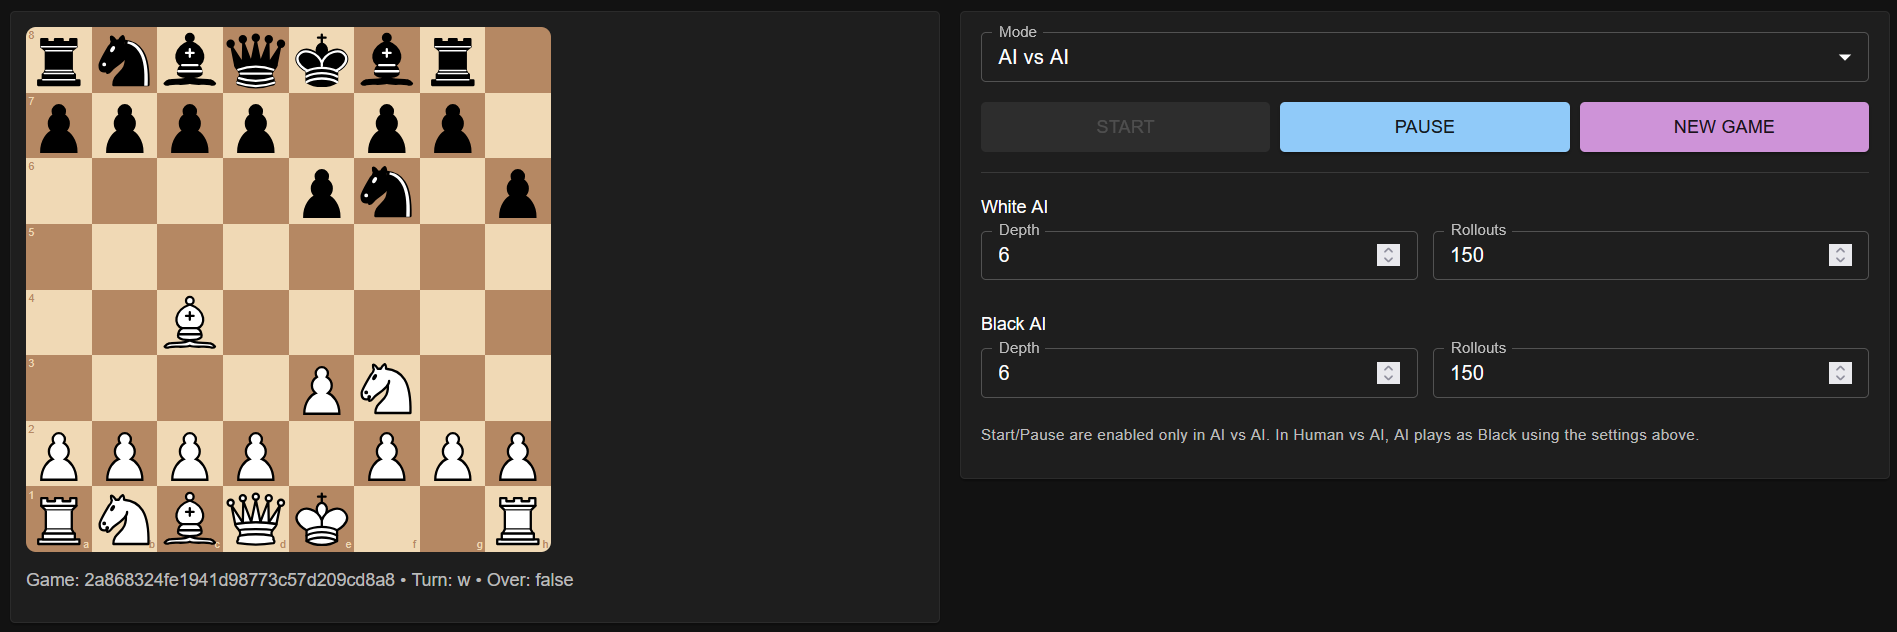 8
7
6
5
4
3
2
1
a b c d e f g h
Game: 2a868324fe1941d98773c57d209cd8a8 • Turn: w • Over: false
Mode
AI vs AI
START PAUSE NEW GAME
White AI
Depth Rollouts
6 150
Black AI
Depth Rollouts
6 150
Start/Pause are enabled only in AI vs AI. In Human vs AI, AI plays as Black using the settings above.